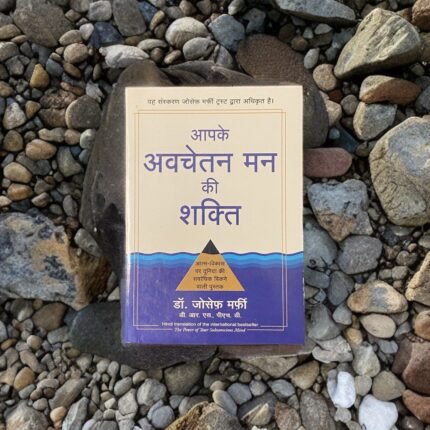 यह संस्करण जोसेफ़ मर्फ़ी ट्रस्ट द्वारा अधिकृत है।
आपके
अवचेतन मन
की
शक्ति
आत्म-विकास
पर दुनिया की
सर्वाधिक बिकने
वाली पुस्तक
डॉ. जोसेफ़ मर्फ़ी
डी. आर. एस., पीएच. डी.
Hindi translation of the international bestseller
The Power of Your Subconscious Mind